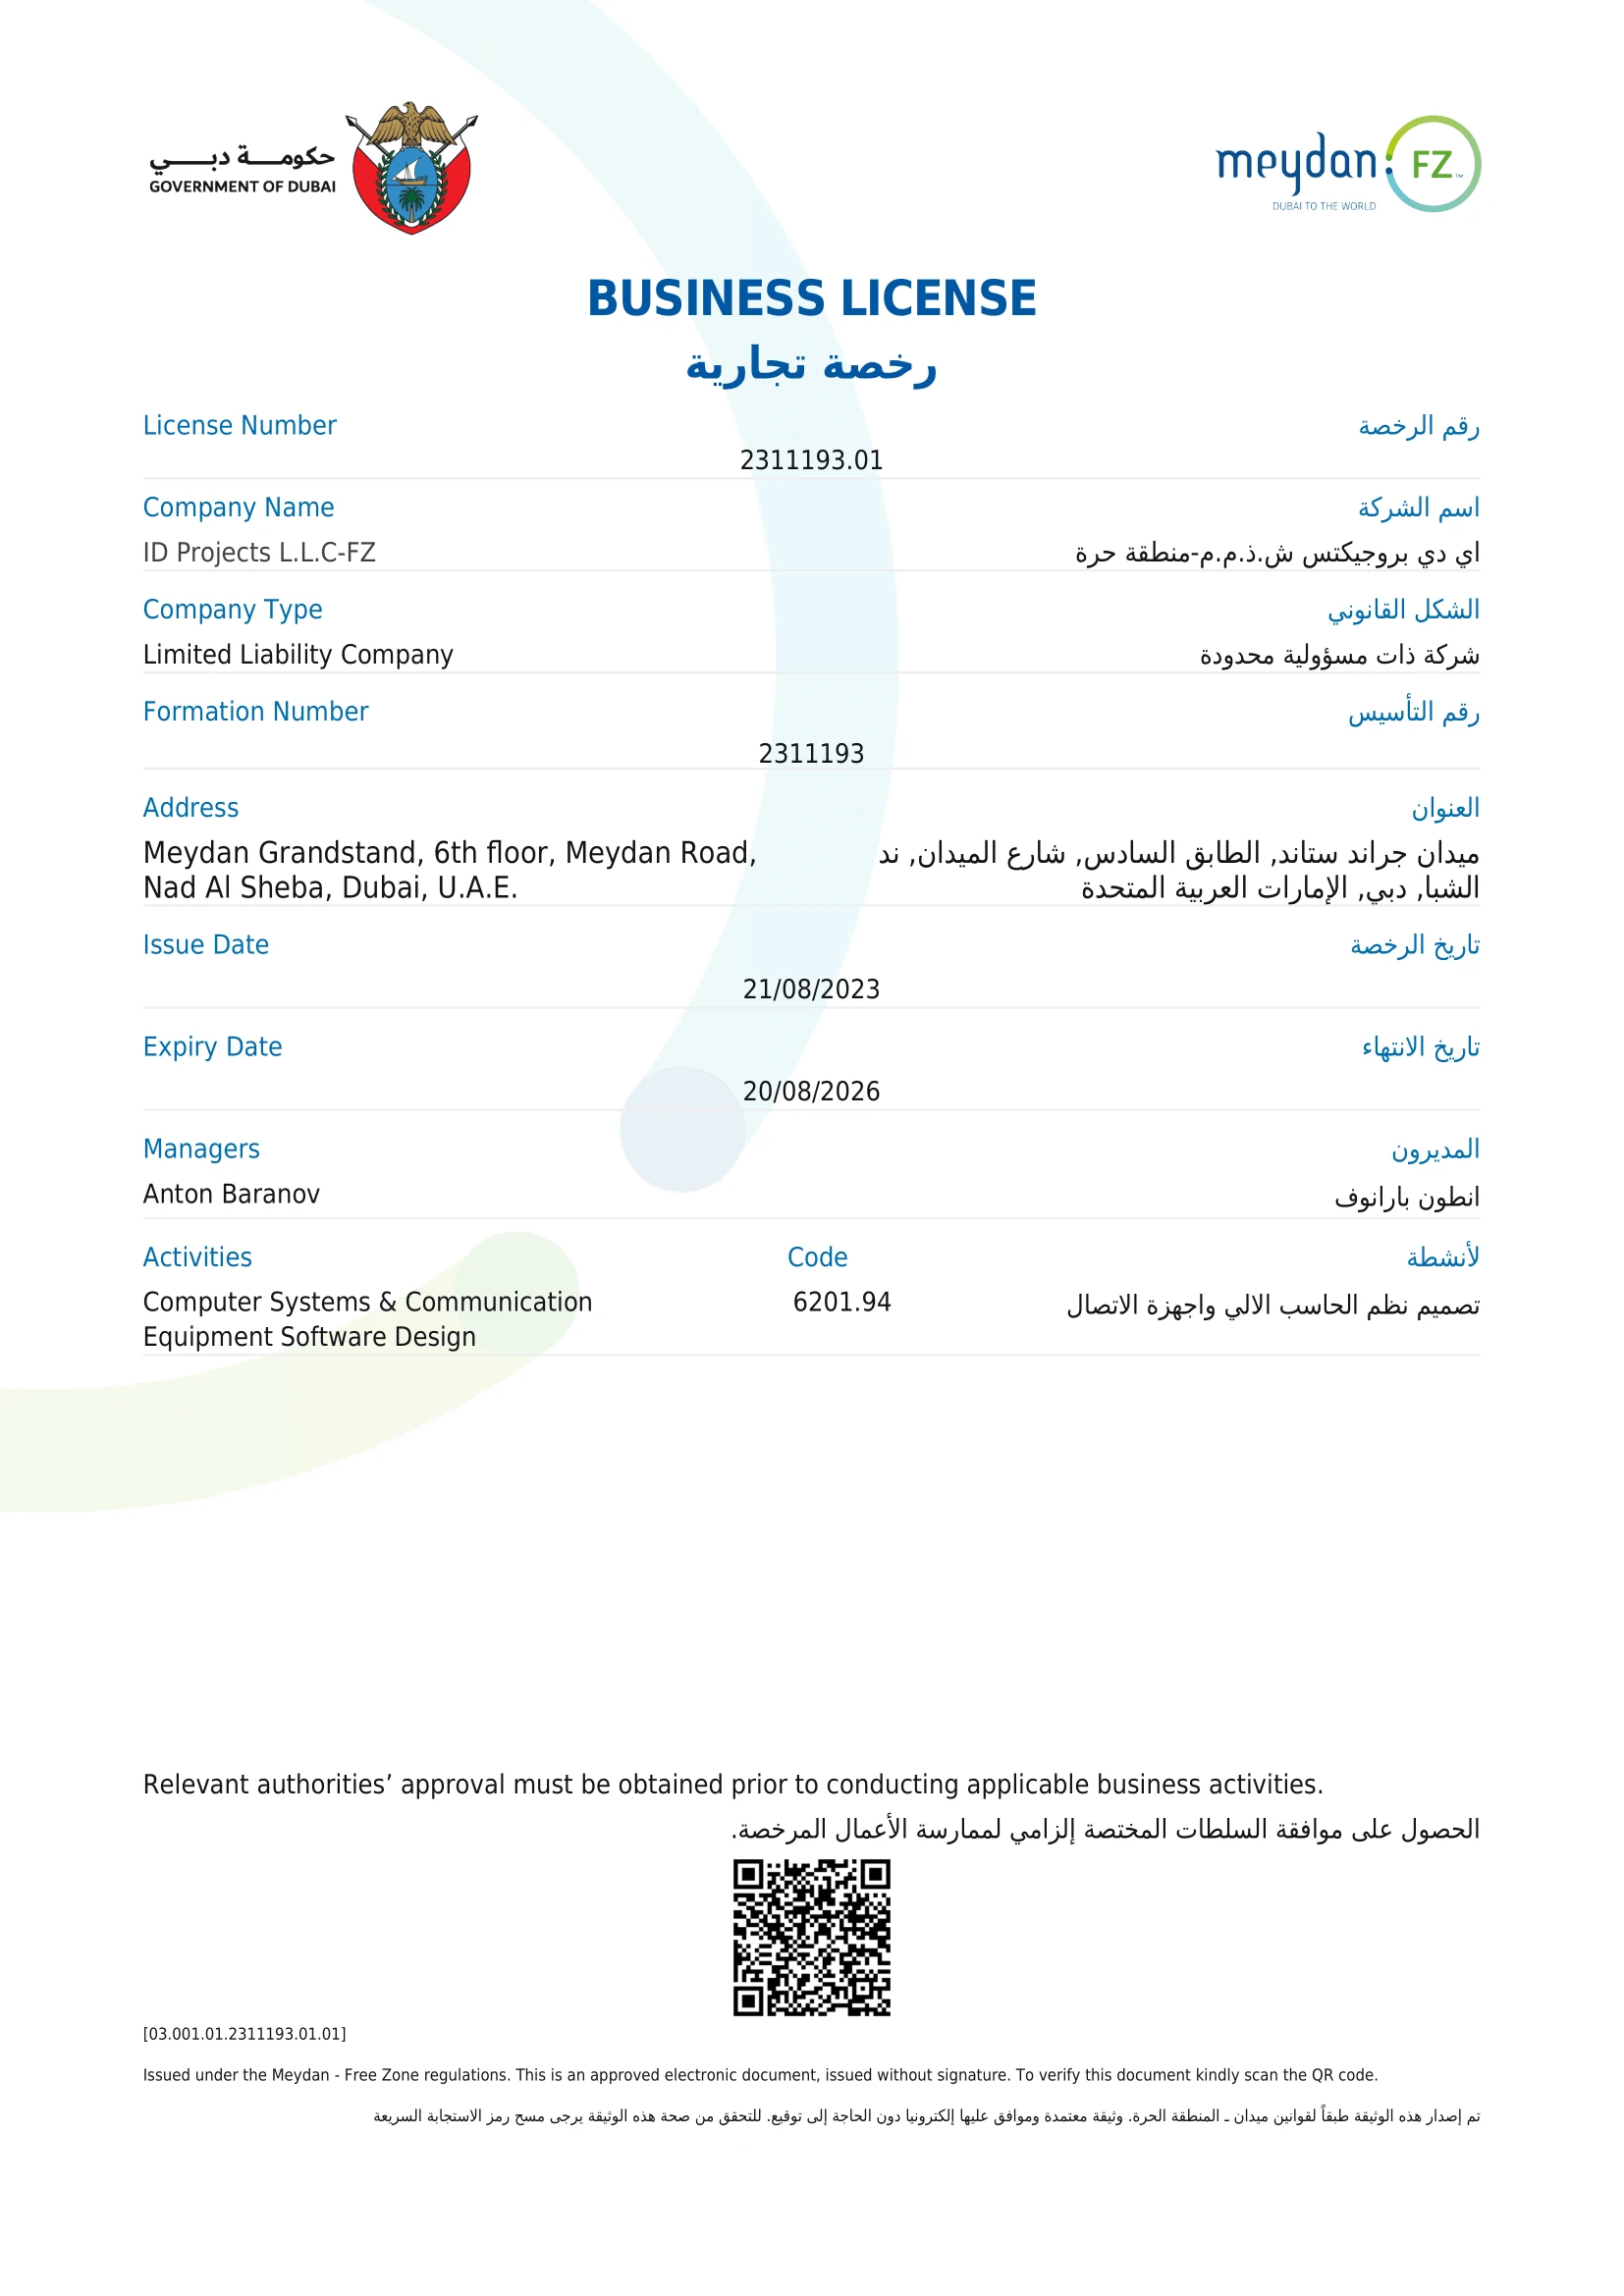 حكومة دبي
GOVERNMENT OF DUBAI
meydan FZ™
DUBAI TO THE WORLD
BUSINESS LICENSE
رخصة تجارية
License Number رقم الرخصة
2311193.01
Company Name اسم الشركة
ID Projects L.L.C-FZ اي دي بروجيكتس ش.ذ.م.م-منطقة حرة
Company Type الشكل القانوني
Limited Liability Company شركة ذات مسؤولية محدودة
Formation Number رقم التأسيس
2311193
Address العنوان
Meydan Grandstand, 6th floor, Meydan Road, ميدان جراند ستاند, الطابق السادس, شارع الميدان, ند
Nad Al Sheba, Dubai, U.A.E. الشبا, دبي, الإمارات العربية المتحدة
Issue Date تاريخ الرخصة
21/08/2023
Expiry Date تاريخ الانتهاء
20/08/2026
Managers المديرون
Anton Baranov انطون بارانوف
Activities Code لأنشطة
Computer Systems & Communication 6201.94 تصميم نظم الحاسب الالي واجهزة الاتصال
Equipment Software Design
Relevant authorities’ approval must be obtained prior to conducting applicable business activities.
الحصول على موافقة السلطات المختصة إلزامي لممارسة الأعمال المرخصة.
[03.001.01.2311193.01.01]
Issued under the Meydan - Free Zone regulations. This is an approved electronic document, issued without signature. To verify this document kindly scan the QR code.
تم إصدار هذه الوثيقة طبقاً لقوانين ميدان ـ المنطقة الحرة. وثيقة معتمدة وموافق عليها إلكترونيا دون الحاجة إلى توقيع. للتحقق من صحة هذه الوثيقة يرجى مسح رمز الاستجابة السريعة